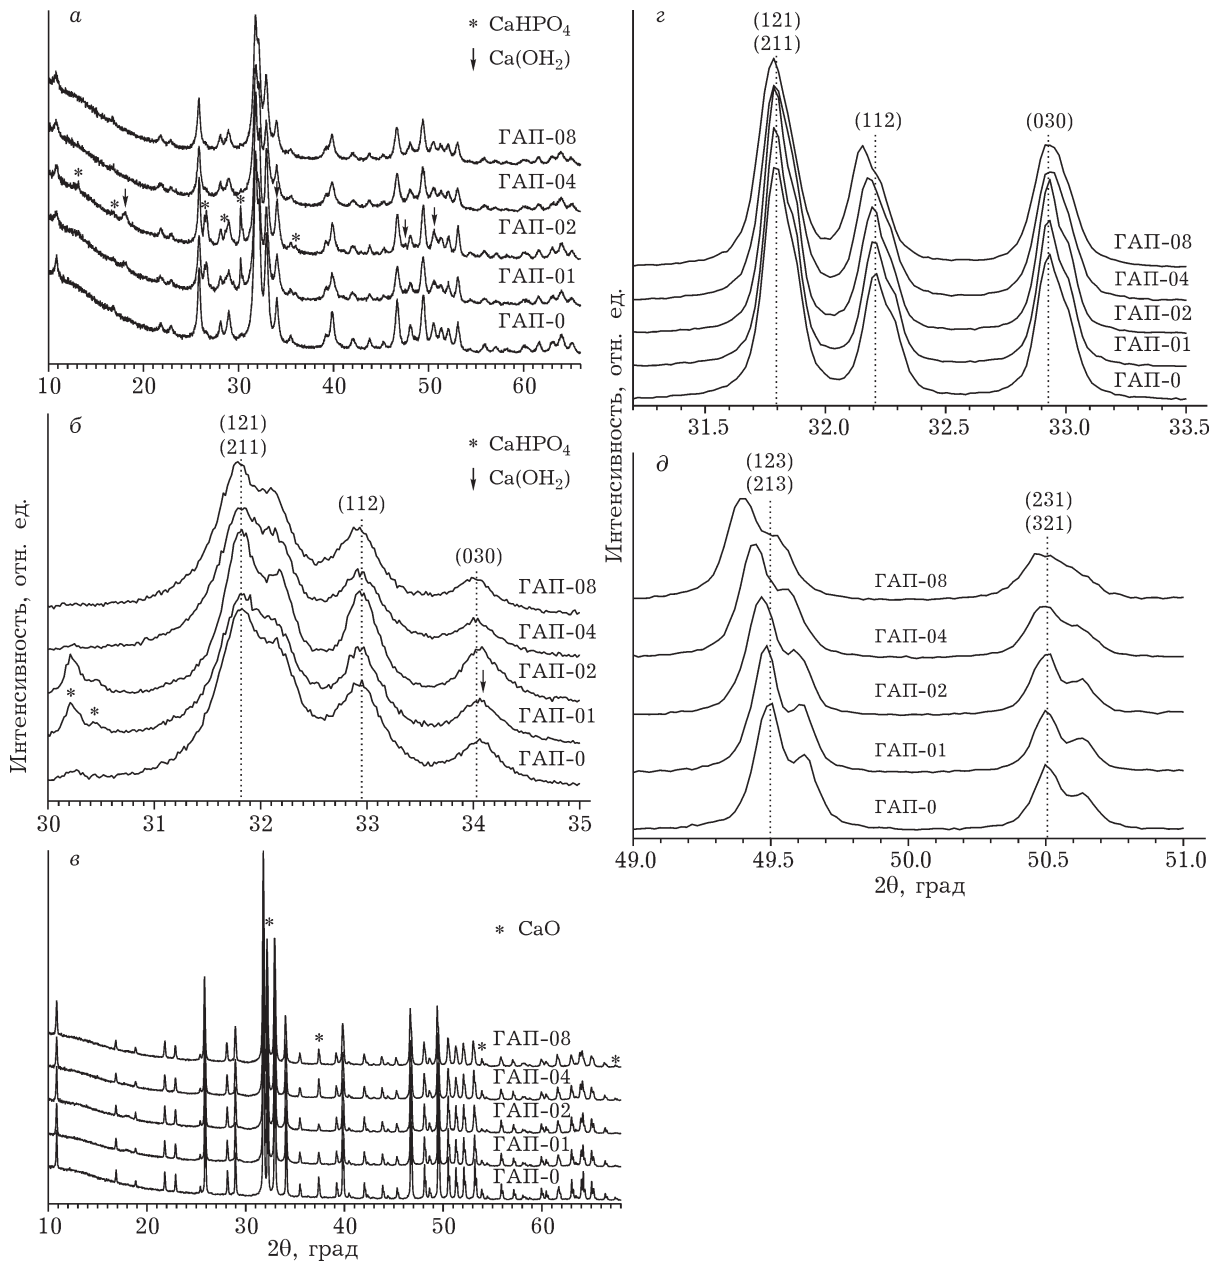 а
* CaHPO₄
↓ Ca(OH₂)
ГАП-08
ГАП-04
ГАП-02
ГАП-01
ГАП-0
* * * * * *
10 20 30 40 50 60
б
(121)
(211)
(112)
(030)
* CaHPO₄
↓ Ca(OH₂)
ГАП-08
ГАП-04
ГАП-02
ГАП-01
ГАП-0
* *
30 31 32 33 34 35
Интенсивность, отн. ед.
в
* CaO
* * * *
ГАП-08
ГАП-04
ГАП-02
ГАП-01
ГАП-0
10 20 30 40 50 60
2θ, град
г
(121)
(211)
(112)
(030)
ГАП-08
ГАП-04
ГАП-02
ГАП-01
ГАП-0
31.5 32.0 32.5 33.0 33.5
Интенсивность, отн. ед.
д
(123)
(213)
(231)
(321)
ГАП-08
ГАП-04
ГАП-02
ГАП-01
ГАП-0
49.0 49.5 50.0 50.5 51.0
2θ, град